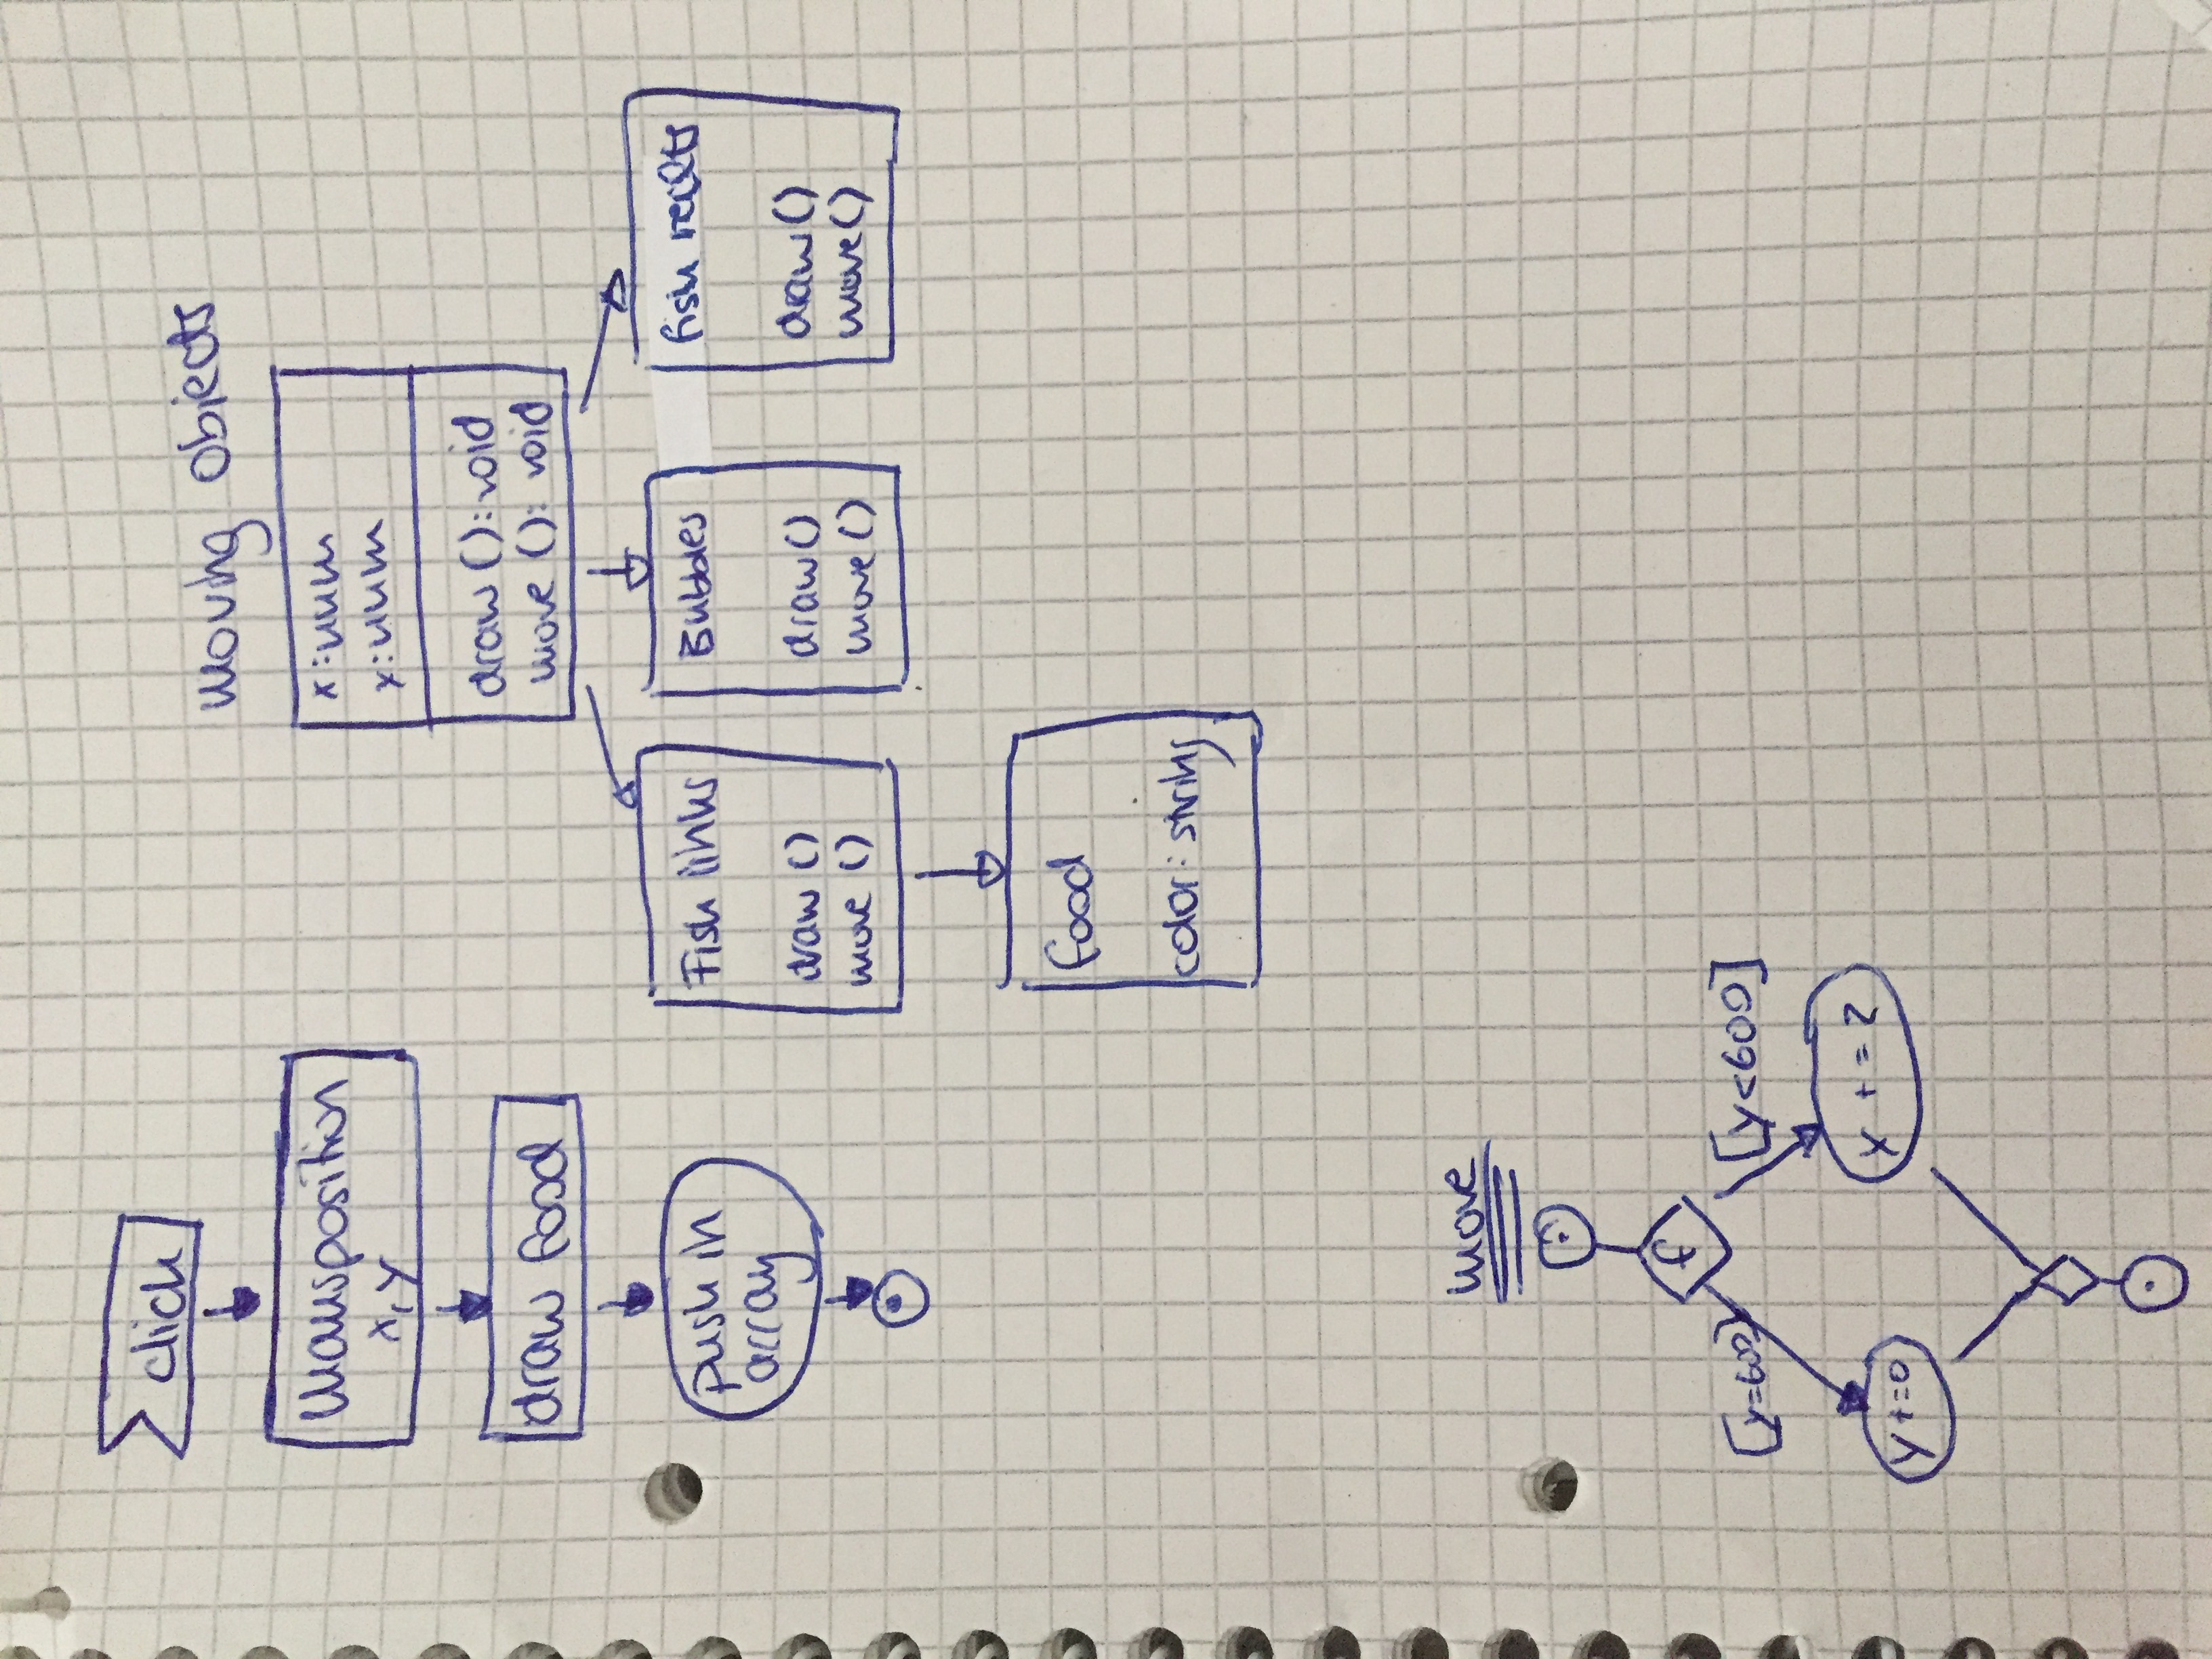 click
Mausposition
x, y
draw food
push in
array
moving objects
x:num
y:num
draw (): void
move (): void
Fish links
draw ()
move ()
Bubbles
draw ()
move ()
fish rechts
draw ()
move ()
food
color: string
move
f
[y=600]
[y<600]
y +=0
y +=2